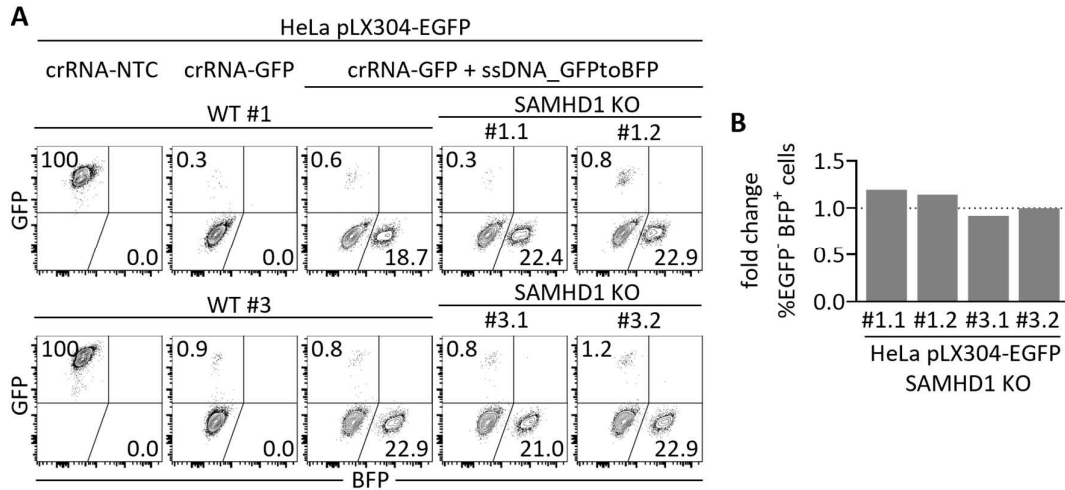 A
HeLa pLX304-EGFP
crRNA-NTC crRNA-GFP crRNA-GFP + ssDNA_GFPtoBFP
WT #1 SAMHD1 KO
#1.1 #1.2
GFP
100 0.3 0.6 0.3 0.8
0.0 0.0 18.7 22.4 22.9
WT #3 SAMHD1 KO
#3.1 #3.2
GFP
100 0.9 0.8 0.8 1.2
0.0 0.0 22.9 21.0 22.9
BFP
B
fold change
%EGFP⁻ BFP⁺ cells
1.5
1.0
0.5
0.0
#1.1 #1.2 #3.1 #3.2
HeLa pLX304-EGFP
SAMHD1 KO